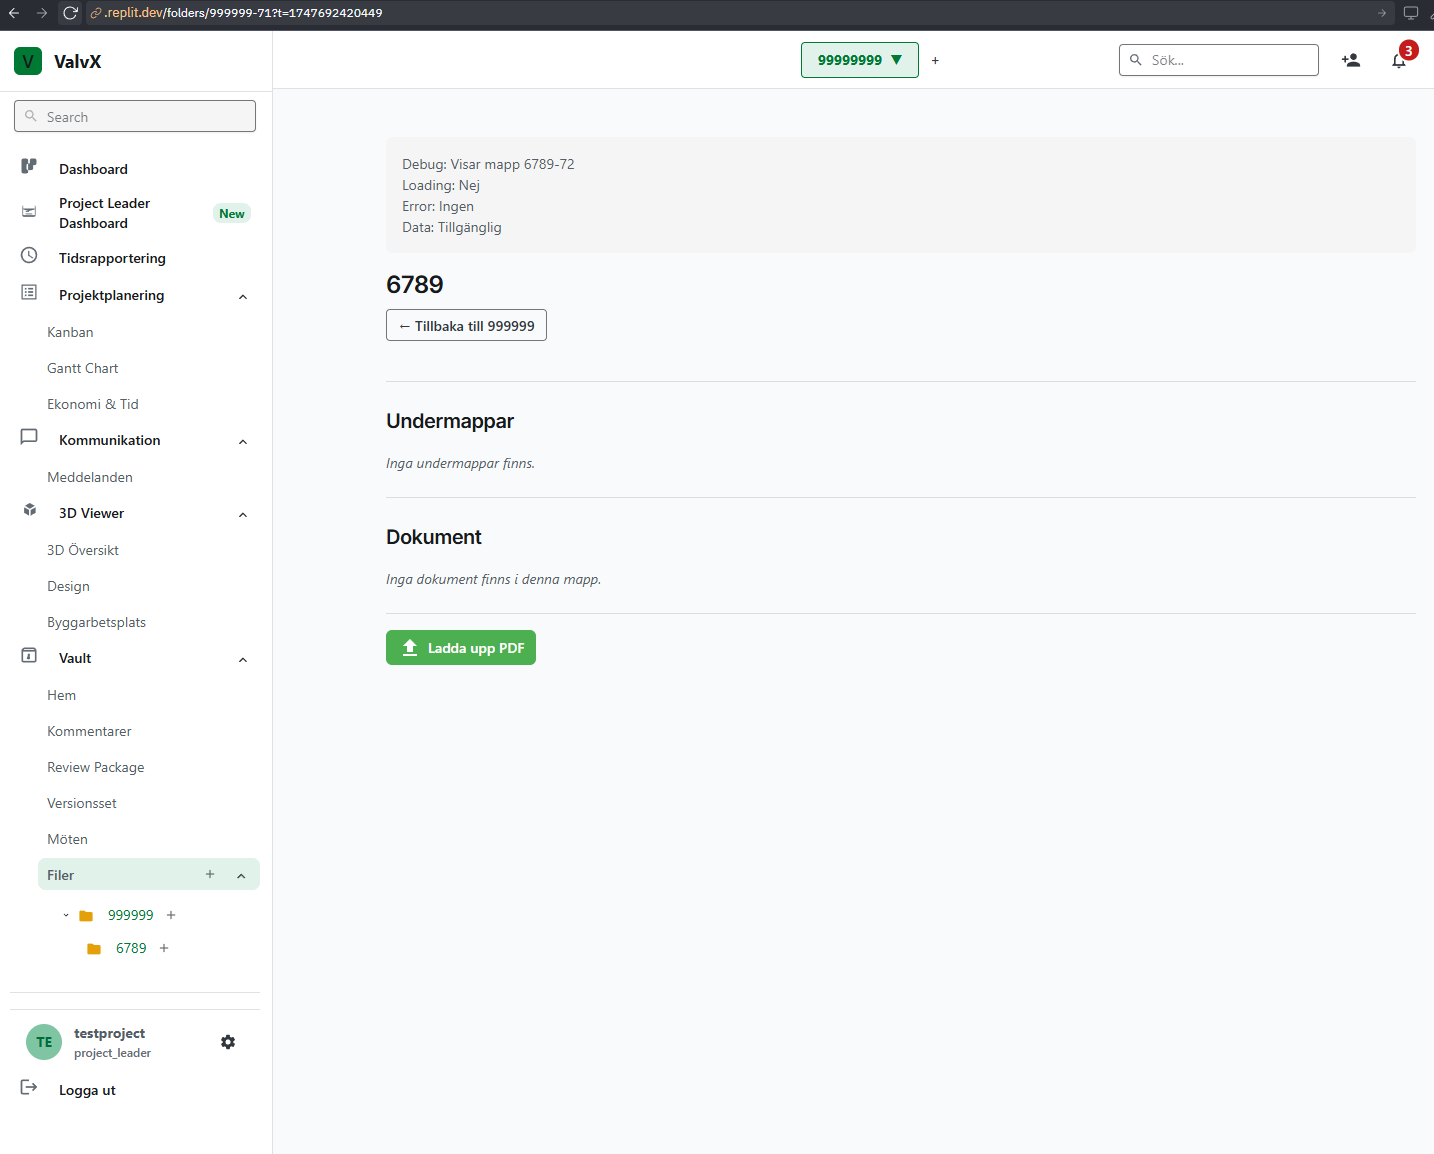 .replit.dev/folders/999999-71?t=1747692420449
V ValvX
99999999 ▼ +
Sök...
3
Search
Dashboard
Project Leader
Dashboard
New
Tidsrapportering
Projektplanering
Kanban
Gantt Chart
Ekonomi & Tid
Kommunikation
Meddelanden
3D Viewer
3D Översikt
Design
Byggarbetsplats
Vault
Hem
Kommentarer
Review Package
Versionsset
Möten
Filer +
999999 +
6789 +
TE
testproject
project_leader
Logga ut
Debug: Visar mapp 6789-72
Loading: Nej
Error: Ingen
Data: Tillgänglig
6789
← Tillbaka till 999999
Undermappar
Inga undermappar finns.
Dokument
Inga dokument finns i denna mapp.
Ladda upp PDF